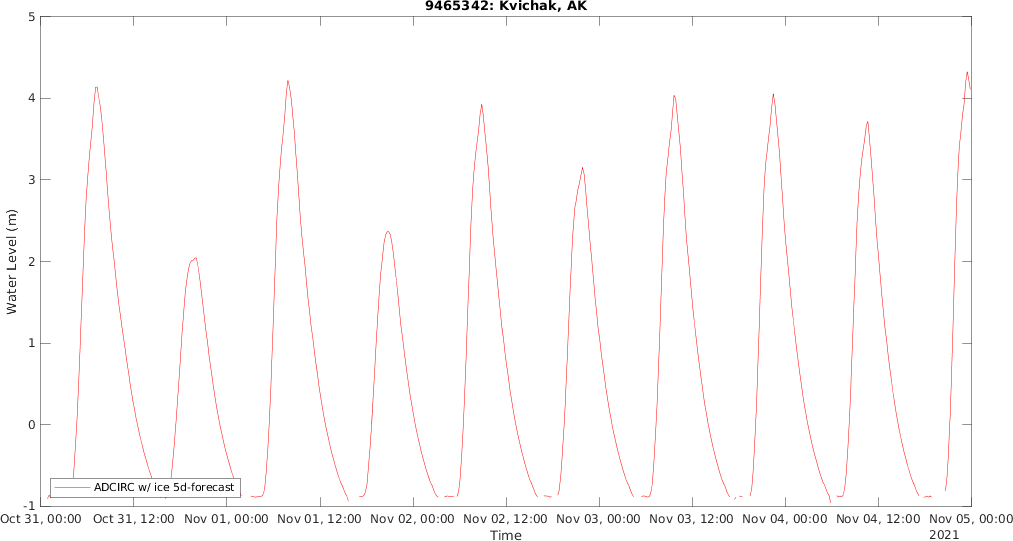 9465342: Kvichak, AK
5
4
3
2
1
0
-1
Water Level (m)
ADCIRC w/ ice 5d-forecast
Oct 31, 00:00 Oct 31, 12:00 Nov 01, 00:00 Nov 01, 12:00 Nov 02, 00:00 Nov 02, 12:00 Nov 03, 00:00 Nov 03, 12:00 Nov 04, 00:00 Nov 04, 12:00 Nov 05, 00:00
Time
2021